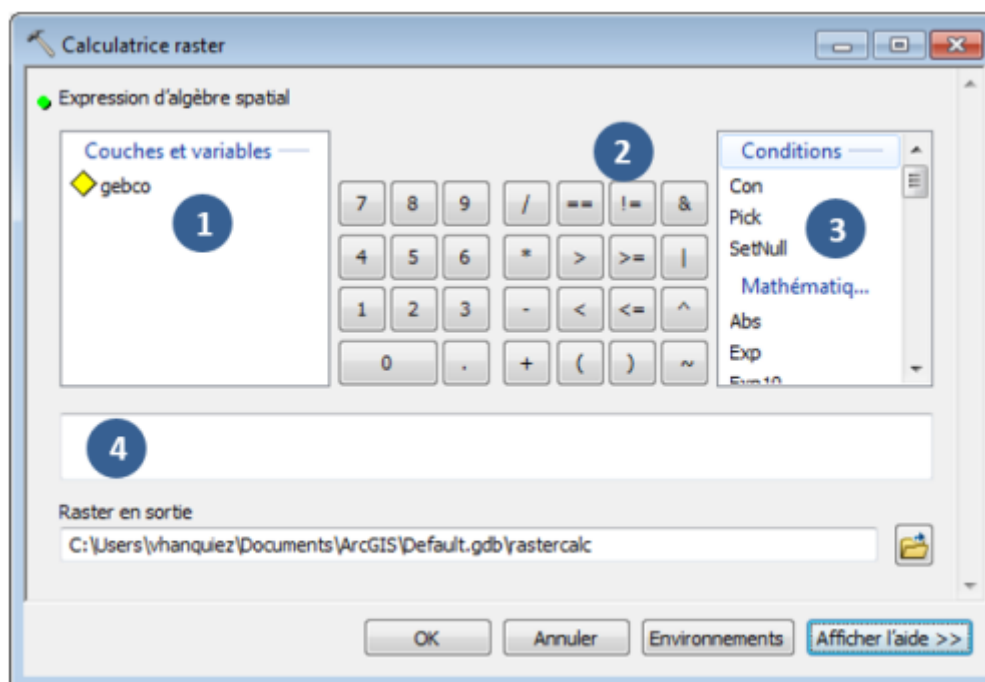 Calculatrice raster
Expression d'algèbre spatial
Couches et variables
gebco
1
2
7 8 9 / == != &
4 5 6 * > >= |
1 2 3 - < <= ^
0 . + ( ) ~
Conditions
Con
Pick
SetNull
3
Mathématiq...
Abs
Exp
Exp10
4
Raster en sortie
C:\Users\vhanquiez\Documents\ArcGIS\Default.gdb\rastercalc
OK
Annuler
Environnements
Afficher l'aide >>